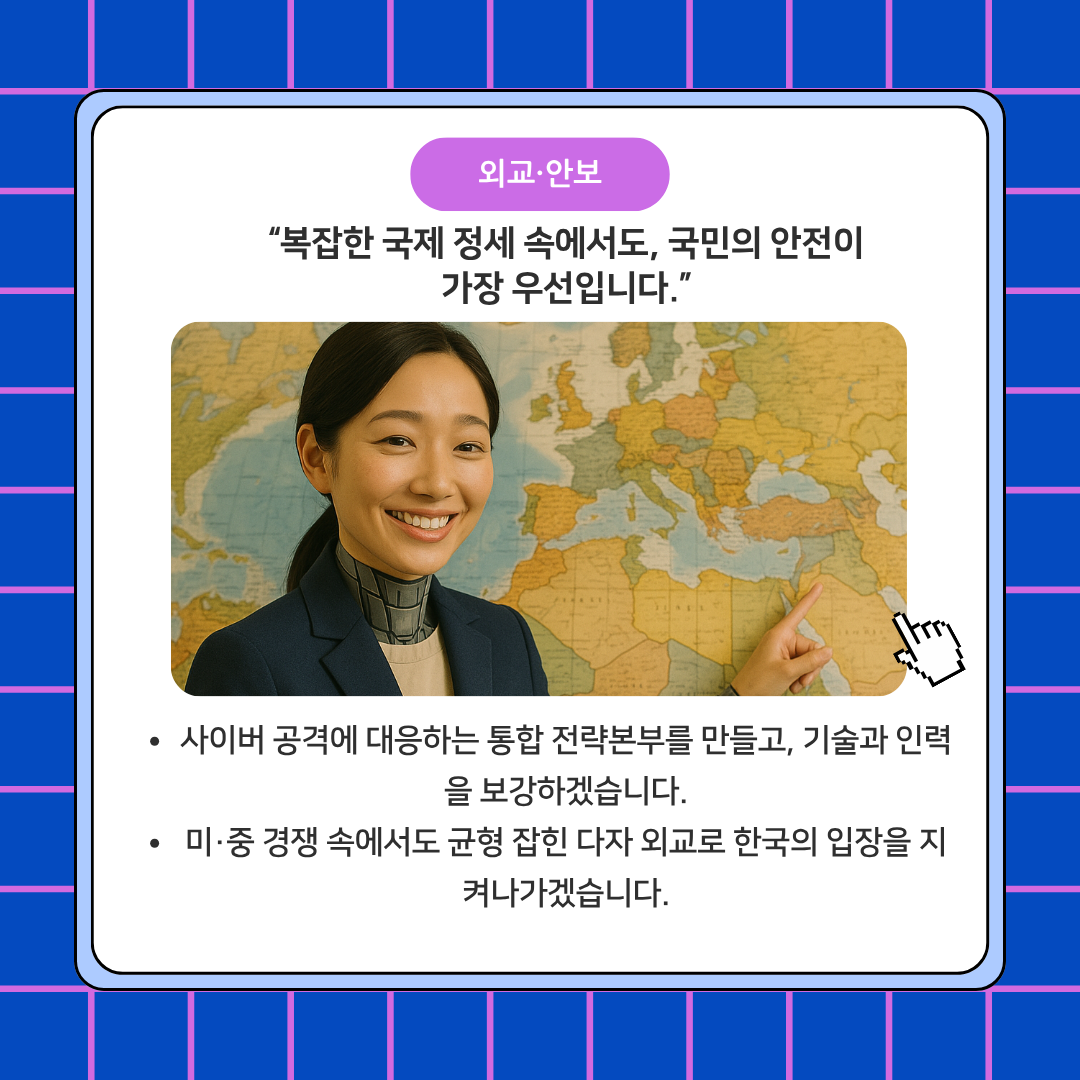 외교·안보
“복잡한 국제 정세 속에서도, 국민의 안전이
가장 우선입니다.”
• 사이버 공격에 대응하는 통합 전략본부를 만들고, 기술과 인력
을 보강하겠습니다.
• 미·중 경쟁 속에서도 균형 잡힌 다자 외교로 한국의 입장을 지
켜나가겠습니다.